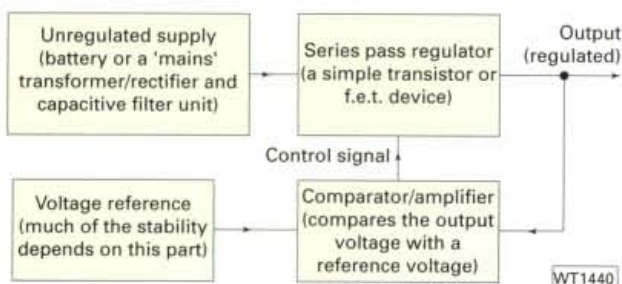 Unregulated supply
(battery or a 'mains'
transformer/rectifier and
capacitive filter unit)
Series pass regulator
(a simple transistor or
f.e.t. device)
Output
(regulated)
Control signal
Voltage reference
(much of the stability
depends on this part)
Comparator/amplifier
(compares the output
voltage with a
reference voltage)
WT1440